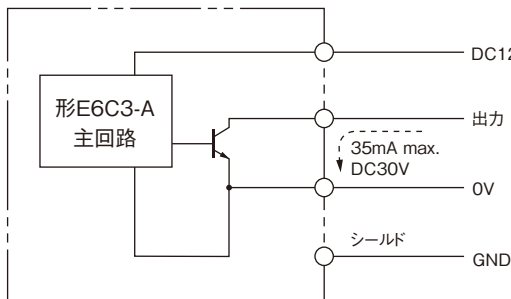 DC12
形E6C3-A
主回路
出力
35mA max.
DC30V
0V
シールド
GND